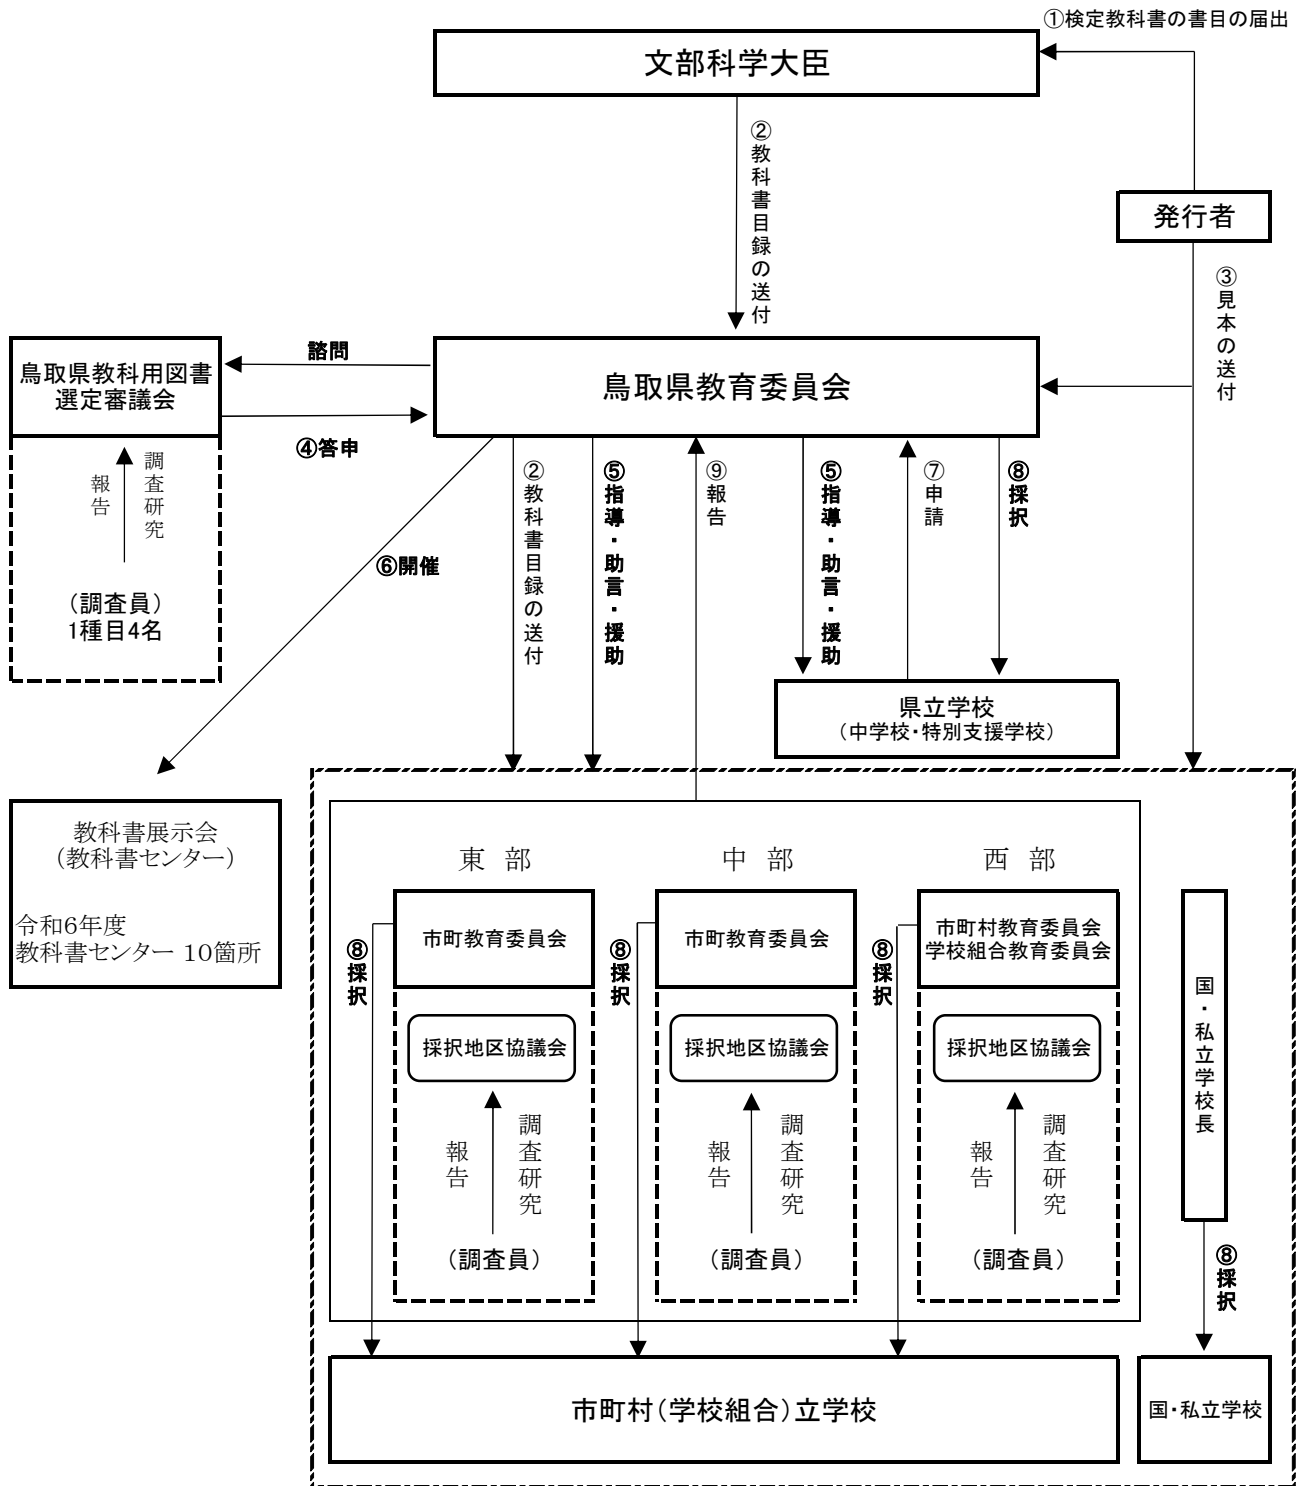 ①検定教科書の書目の届出
文部科学大臣
②教科書目録の送付
発行者
③見本の送付
鳥取県教科用図書
選定審議会
諮問
④答申
鳥取県教育委員会
調査研究
報告
(調査員)
1種目4名
⑥開催
②教科書目録の送付
⑤指導・助言・援助
⑨報告
⑤指導・助言・援助
⑦申請
⑧採択
県立学校
(中学校・特別支援学校)
教科書展示会
(教科書センター)
令和6年度
教科書センター 10箇所
東 部
中 部
西 部
⑧採択
市町教育委員会
⑧採択
市町教育委員会
⑧採択
市町村教育委員会
学校組合教育委員会
国・私立学校長
採択地区協議会
採択地区協議会
採択地区協議会
報告
調査研究
報告
調査研究
報告
調査研究
(調査員)
(調査員)
(調査員)
⑧採択
市町村(学校組合)立学校
国・私立学校